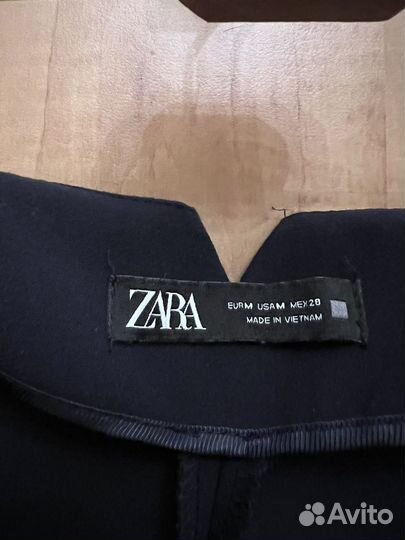 ZARA
EUR M USA M MEX 28
MADE IN VIETNAM
Avito